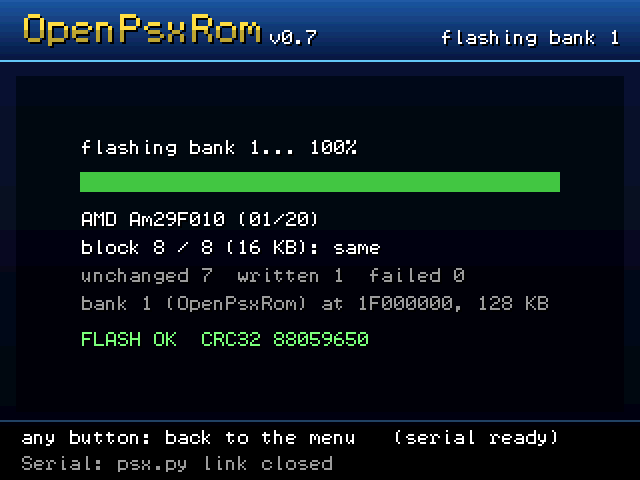 OpenPsxRom v0.7 flashing bank 1
flashing bank 1... 100%
AMD Am29F010 (01/20)
block 8 / 8 (16 KB): same
unchanged 7 written 1 failed 0
bank 1 (OpenPsxRom) at 1F000000, 128 KB
FLASH OK CRC32 88059650
any button: back to the menu (serial ready)
Serial: psx.py link closed